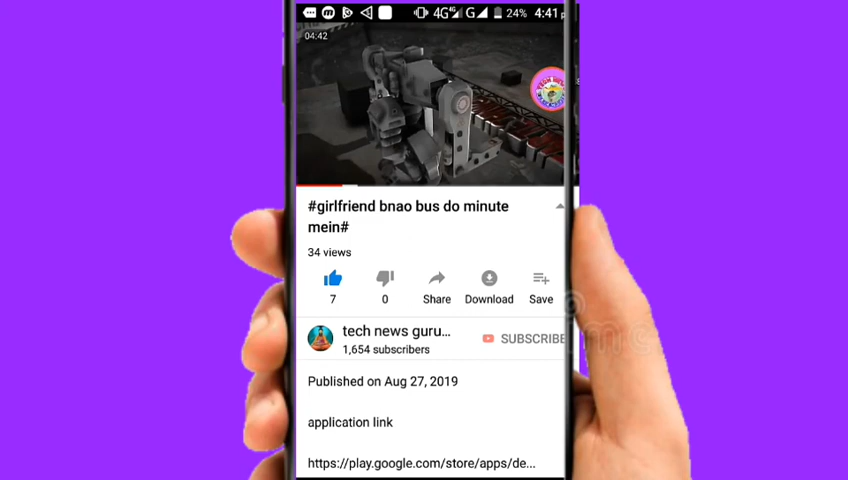 4G 4G G 24% 4:41
04:42
#girlfriend bnao bus do minute
mein#
34 views
7 0 Share Download Save
tech news guru...
SUBSCRIBE
1,654 subscribers
Published on Aug 27, 2019
application link
https://play.google.com/store/apps/de...